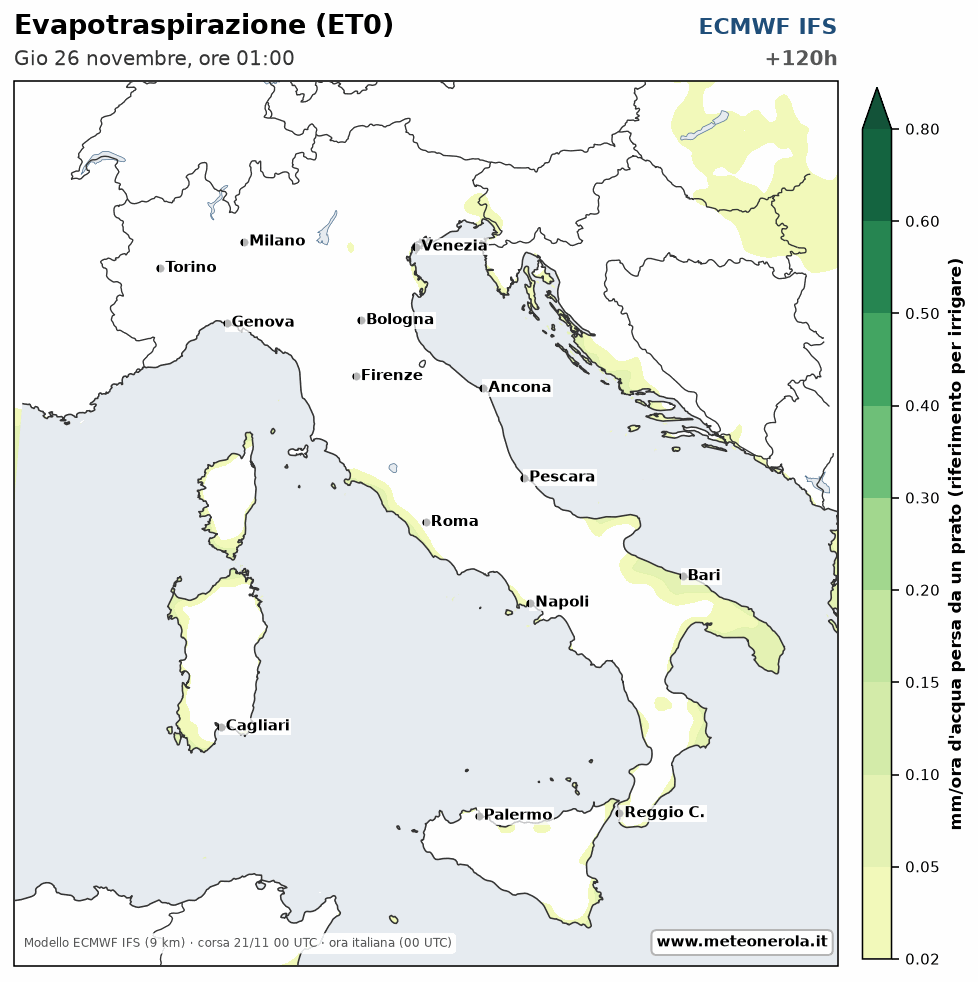 Evapotraspirazione (ET0)
ECMWF IFS
Gio 26 novembre, ore 01:00
+120h
Milano
Venezia
Torino
Genova
Bologna
Firenze
Ancona
Pescara
Roma
Bari
Napoli
Cagliari
Palermo
Reggio C.
0.80
0.60
0.50
0.40
0.30
0.20
0.15
0.10
0.05
0.02
mm/ora d'acqua persa da un prato (riferimento per irrigare)
Modello ECMWF IFS (9 km) · corsa 21/11 00 UTC · ora italiana (00 UTC)
www.meteonerola.it